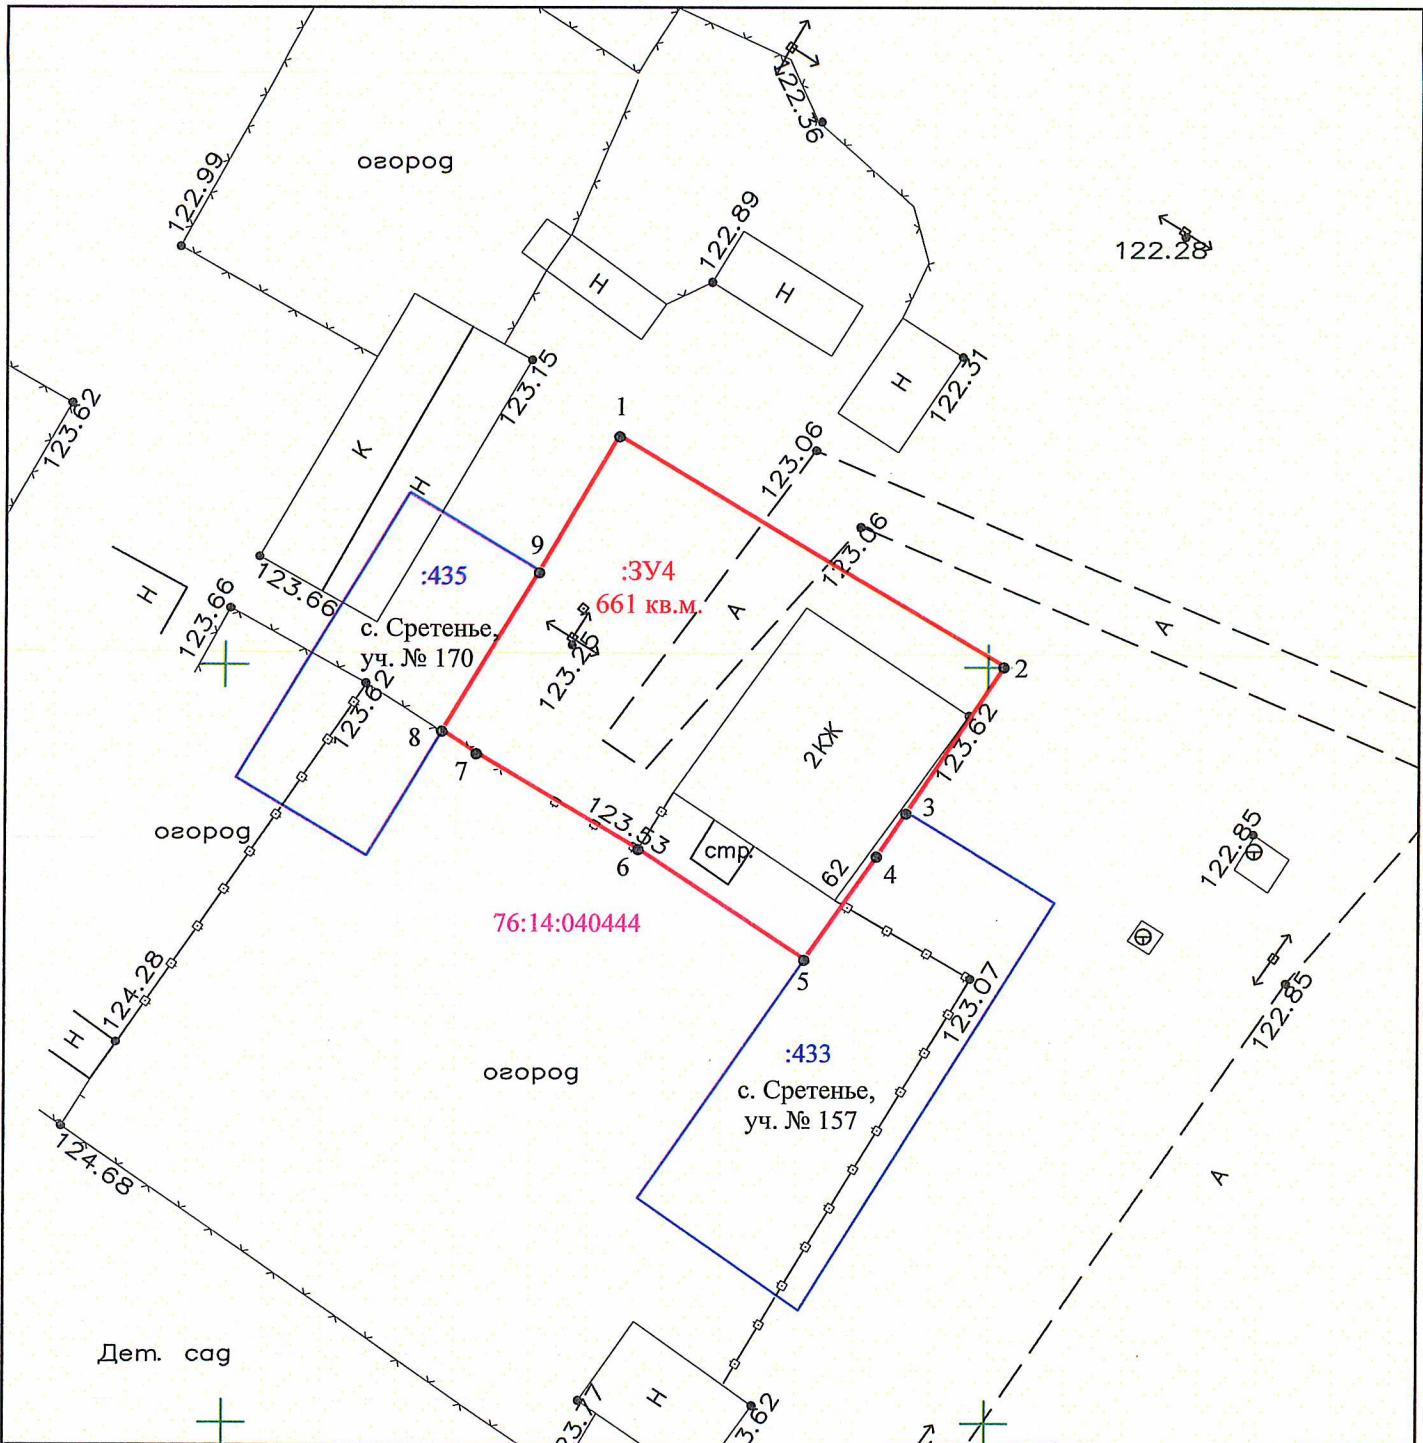 122.36
122.99
огород
122.89
122.28
Н
Н
123.15
122.31
Н
123.62
1
К
123.06
Н
9
123.06
:435
:ЗУ4
661 кв.м.
Н
123.66
123.66
А
А
с. Сретенье,
уч. № 170
123.25
2
123.62
2КЖ
123.62
8
7
123.53
3
огород
6
стр.
62
4
122.85
76:14:040444
5
124.28
123.07
122.85
Н
:433
огород
с. Сретенье,
уч. № 157
124.68
А
Дет. сад
Н